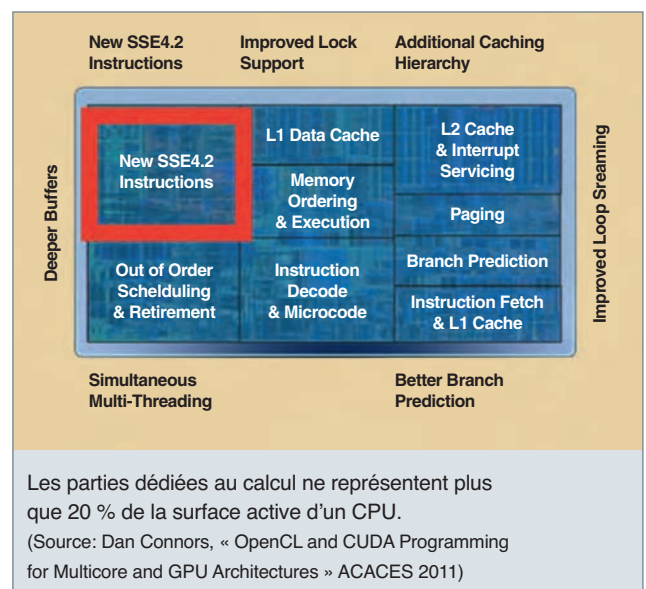 New SSE4.2
Instructions
Improved Lock
Support
Additional Caching
Hierarchy
Deeper Buffers
New SSE4.2
Instructions
L1 Data Cache
L2 Cache
& Interrupt
Servicing
Memory
Ordering
& Execution
Paging
Out of Order
Schelduling
& Retirement
Instruction
Decode
& Microcode
Branch Prediction
Instruction Fetch
& L1 Cache
Improved Loop Sreaming
Simultaneous
Multi-Threading
Better Branch
Prediction
Les parties dédiées au calcul ne représentent plus
que 20 % de la surface active d’un CPU.
(Source: Dan Connors, « OpenCL and CUDA Programming
for Multicore and GPU Architectures » ACACES 2011)